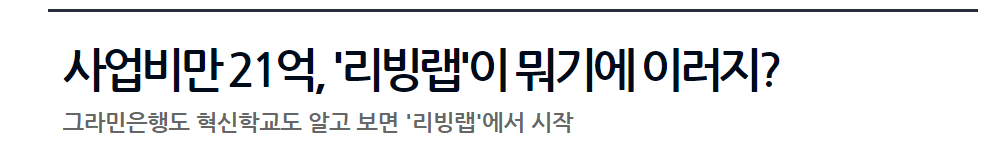 사업비만 21억, '리빙랩'이 뭐기에 이러지?
그라민은행도 혁신학교도 알고 보면 '리빙랩'에서 시작